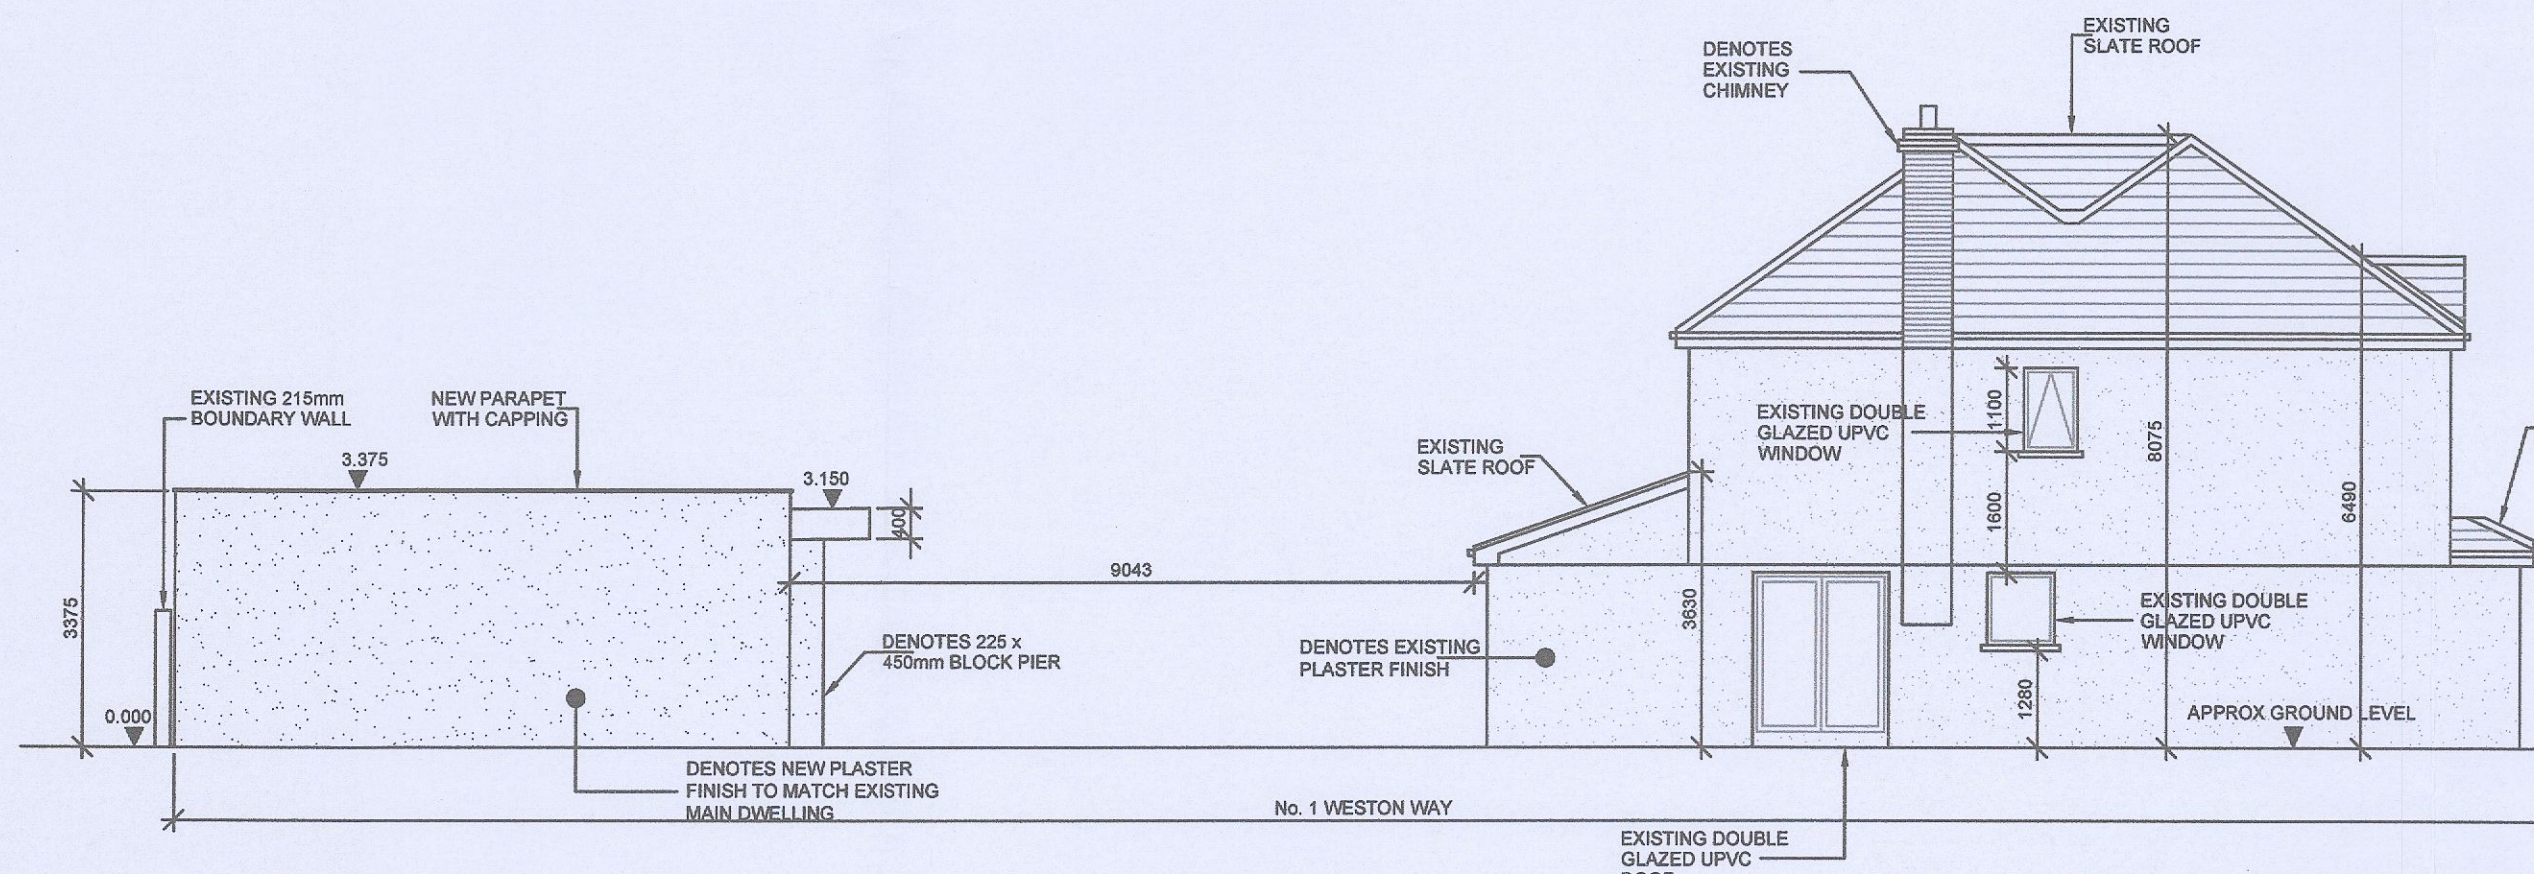 EXISTING
SLATE ROOF
DENOTES
EXISTING
CHIMNEY
EXISTING 215mm
BOUNDARY WALL
NEW PARAPET
WITH CAPPING
3.375
3.150
400
3375
0.000
9043
DENOTES 225 x
450mm BLOCK PIER
DENOTES NEW PLASTER
FINISH TO MATCH EXISTING
MAIN DWELLING
EXISTING
SLATE ROOF
DENOTES EXISTING
PLASTER FINISH
3630
EXISTING DOUBLE
GLAZED UPVC
WINDOW
1100
1600
1280
8075
6490
EXISTING DOUBLE
GLAZED UPVC
WINDOW
APPROX GROUND LEVEL
No. 1 WESTON WAY
EXISTING DOUBLE
GLAZED UPVC